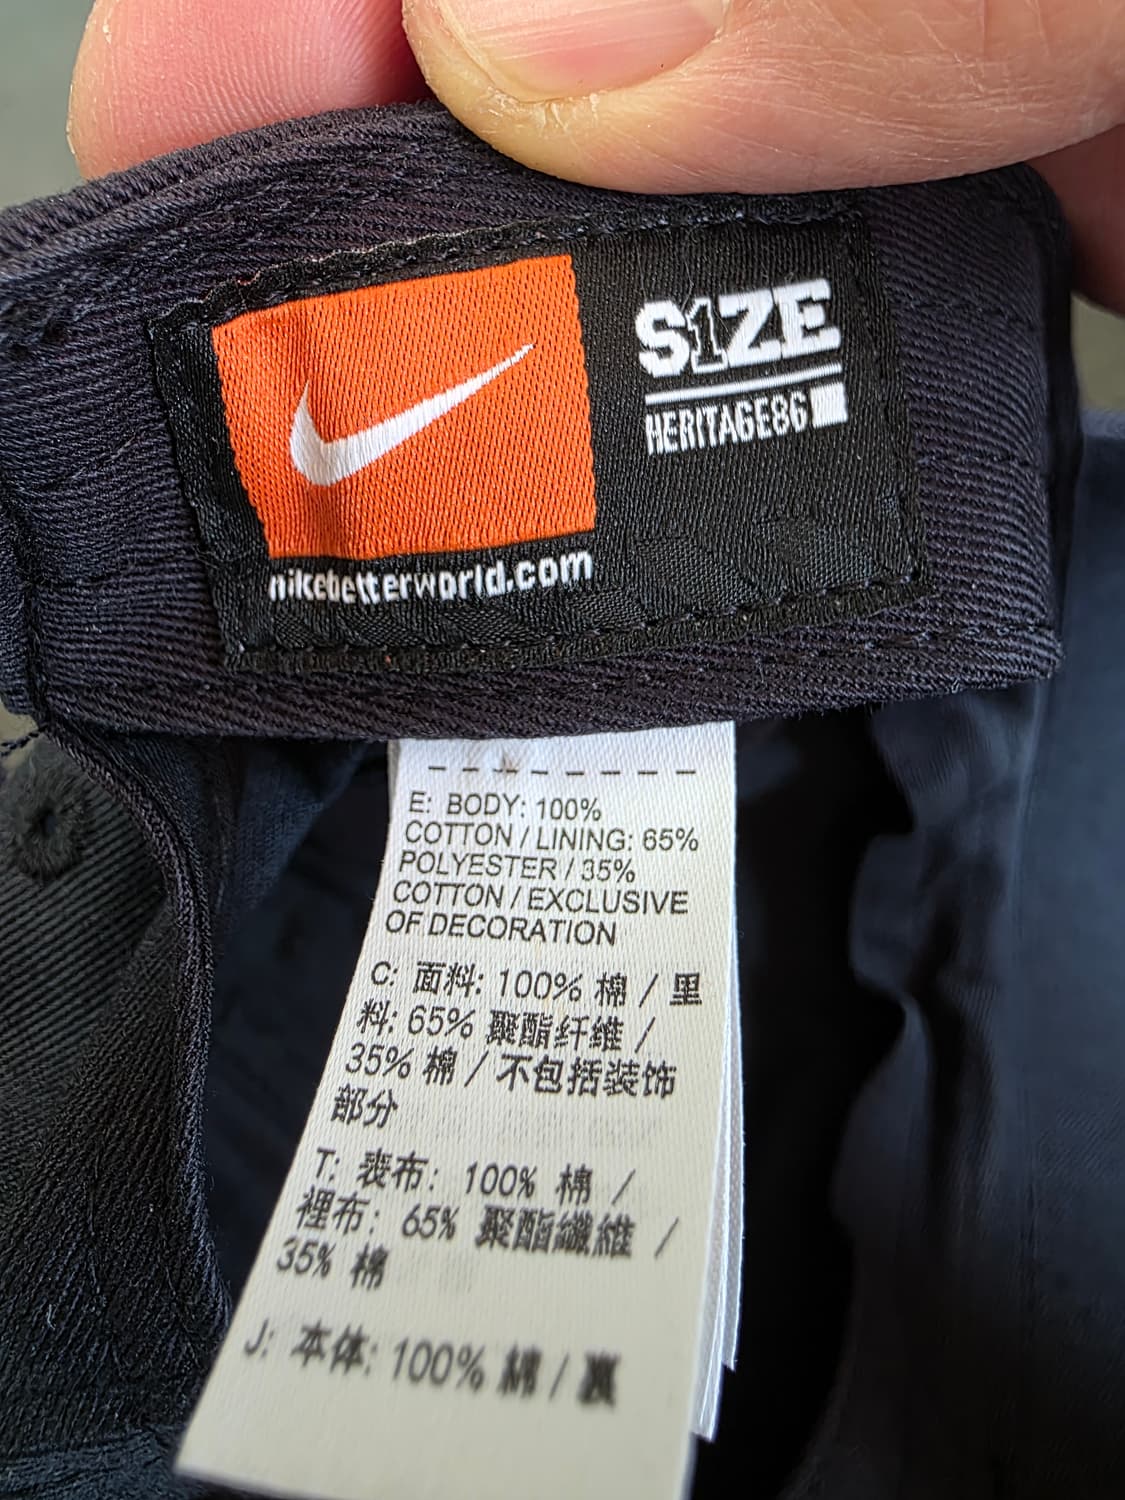 S1ZE
HERITAGE86
nikebetterworld.com
E: BODY: 100%
COTTON / LINING: 65%
POLYESTER / 35%
COTTON / EXCLUSIVE
OF DECORATION
C: 面料: 100% 棉 / 里
料: 65% 聚酯纤维 /
35% 棉 / 不包括装饰
部分
T: 表布: 100% 棉 /
裡布: 65% 聚酯纖維 /
35% 棉
J: 本体: 100% 綿 / 裏